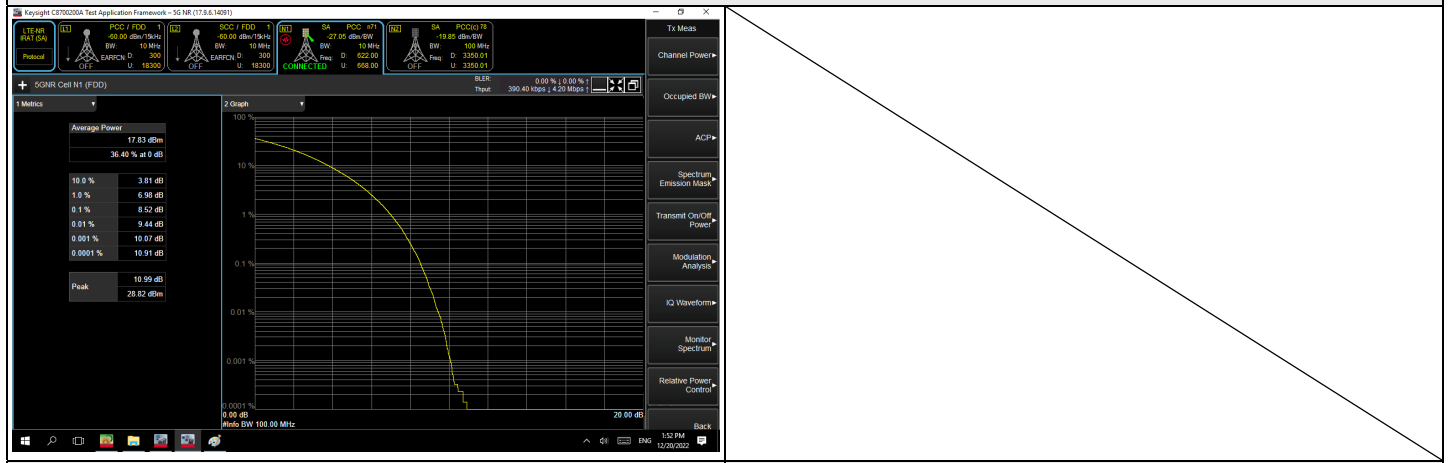 Keysight C8700200A Test Application Framework - 5G NR (17.9.6.14091)
LTE-NR
IRAT (SA)
Protocol
L1
PCC / FDD 1
-60.00 dBm/15kHz
BW: 10 MHz
EARFCN: D: 300
OFF U: 18300
L2
SCC / FDD 1
-60.00 dBm/15kHz
BW: 10 MHz
EARFCN: D: 300
OFF U: 18300
N1
SA PCC n71
-27.05 dBm/BW
BW: 10 MHz
Freq: D: 622.00
CONNECTED U: 668.00
N2
SA PCC(c) 78
-19.85 dBm/BW
BW: 100 MHz
Freq: D: 3350.01
OFF U: 3350.01
5GNR Cell N1 (FDD)
BLER: 0.00 % ↓ 0.00 % ↑
Thput: 390.40 kbps ↓ 4.20 Mbps ↑
1 Metrics
Average Power
17.83 dBm
36.40 % at 0 dB
10.0 % 3.81 dB
1.0 % 6.98 dB
0.1 % 8.52 dB
0.01 % 9.44 dB
0.001 % 10.07 dB
0.0001 % 10.91 dB
Peak
10.99 dB
28.82 dBm
2 Graph
100 %
10 %
1 %
0.1 %
0.01 %
0.001 %
0.0001 %
0.00 dB 20.00 dB
#Info BW 100.00 MHz
Tx Meas
Channel Power
Occupied BW
ACP
Spectrum
Emission Mask
Transmit On/Off
Power
Modulation
Analysis
IQ Waveform
Monitor
Spectrum
Relative Power
Control
Back
ENG
1:52 PM
12/20/2022